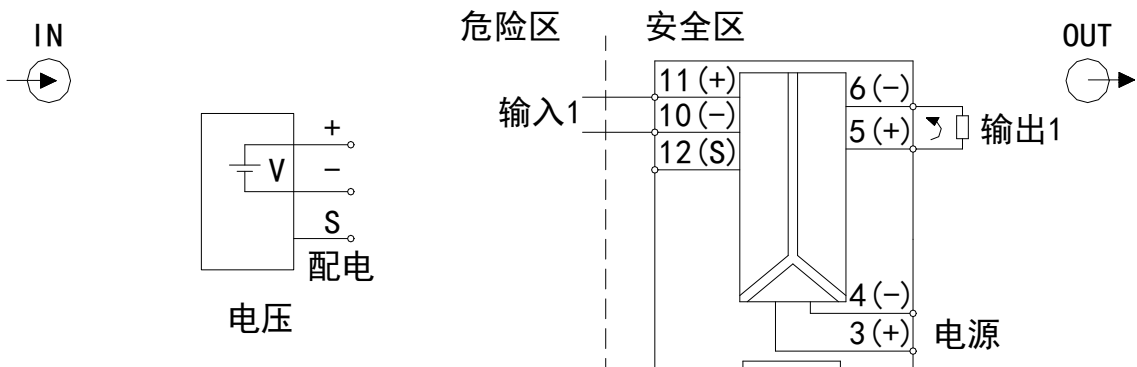 IN
危险区
安全区
OUT
11(+)
6(-)
输入1
10(-)
5(+)
输出1
12(S)
+
V
-
S
配电
电压
4(-)
3(+)
电源